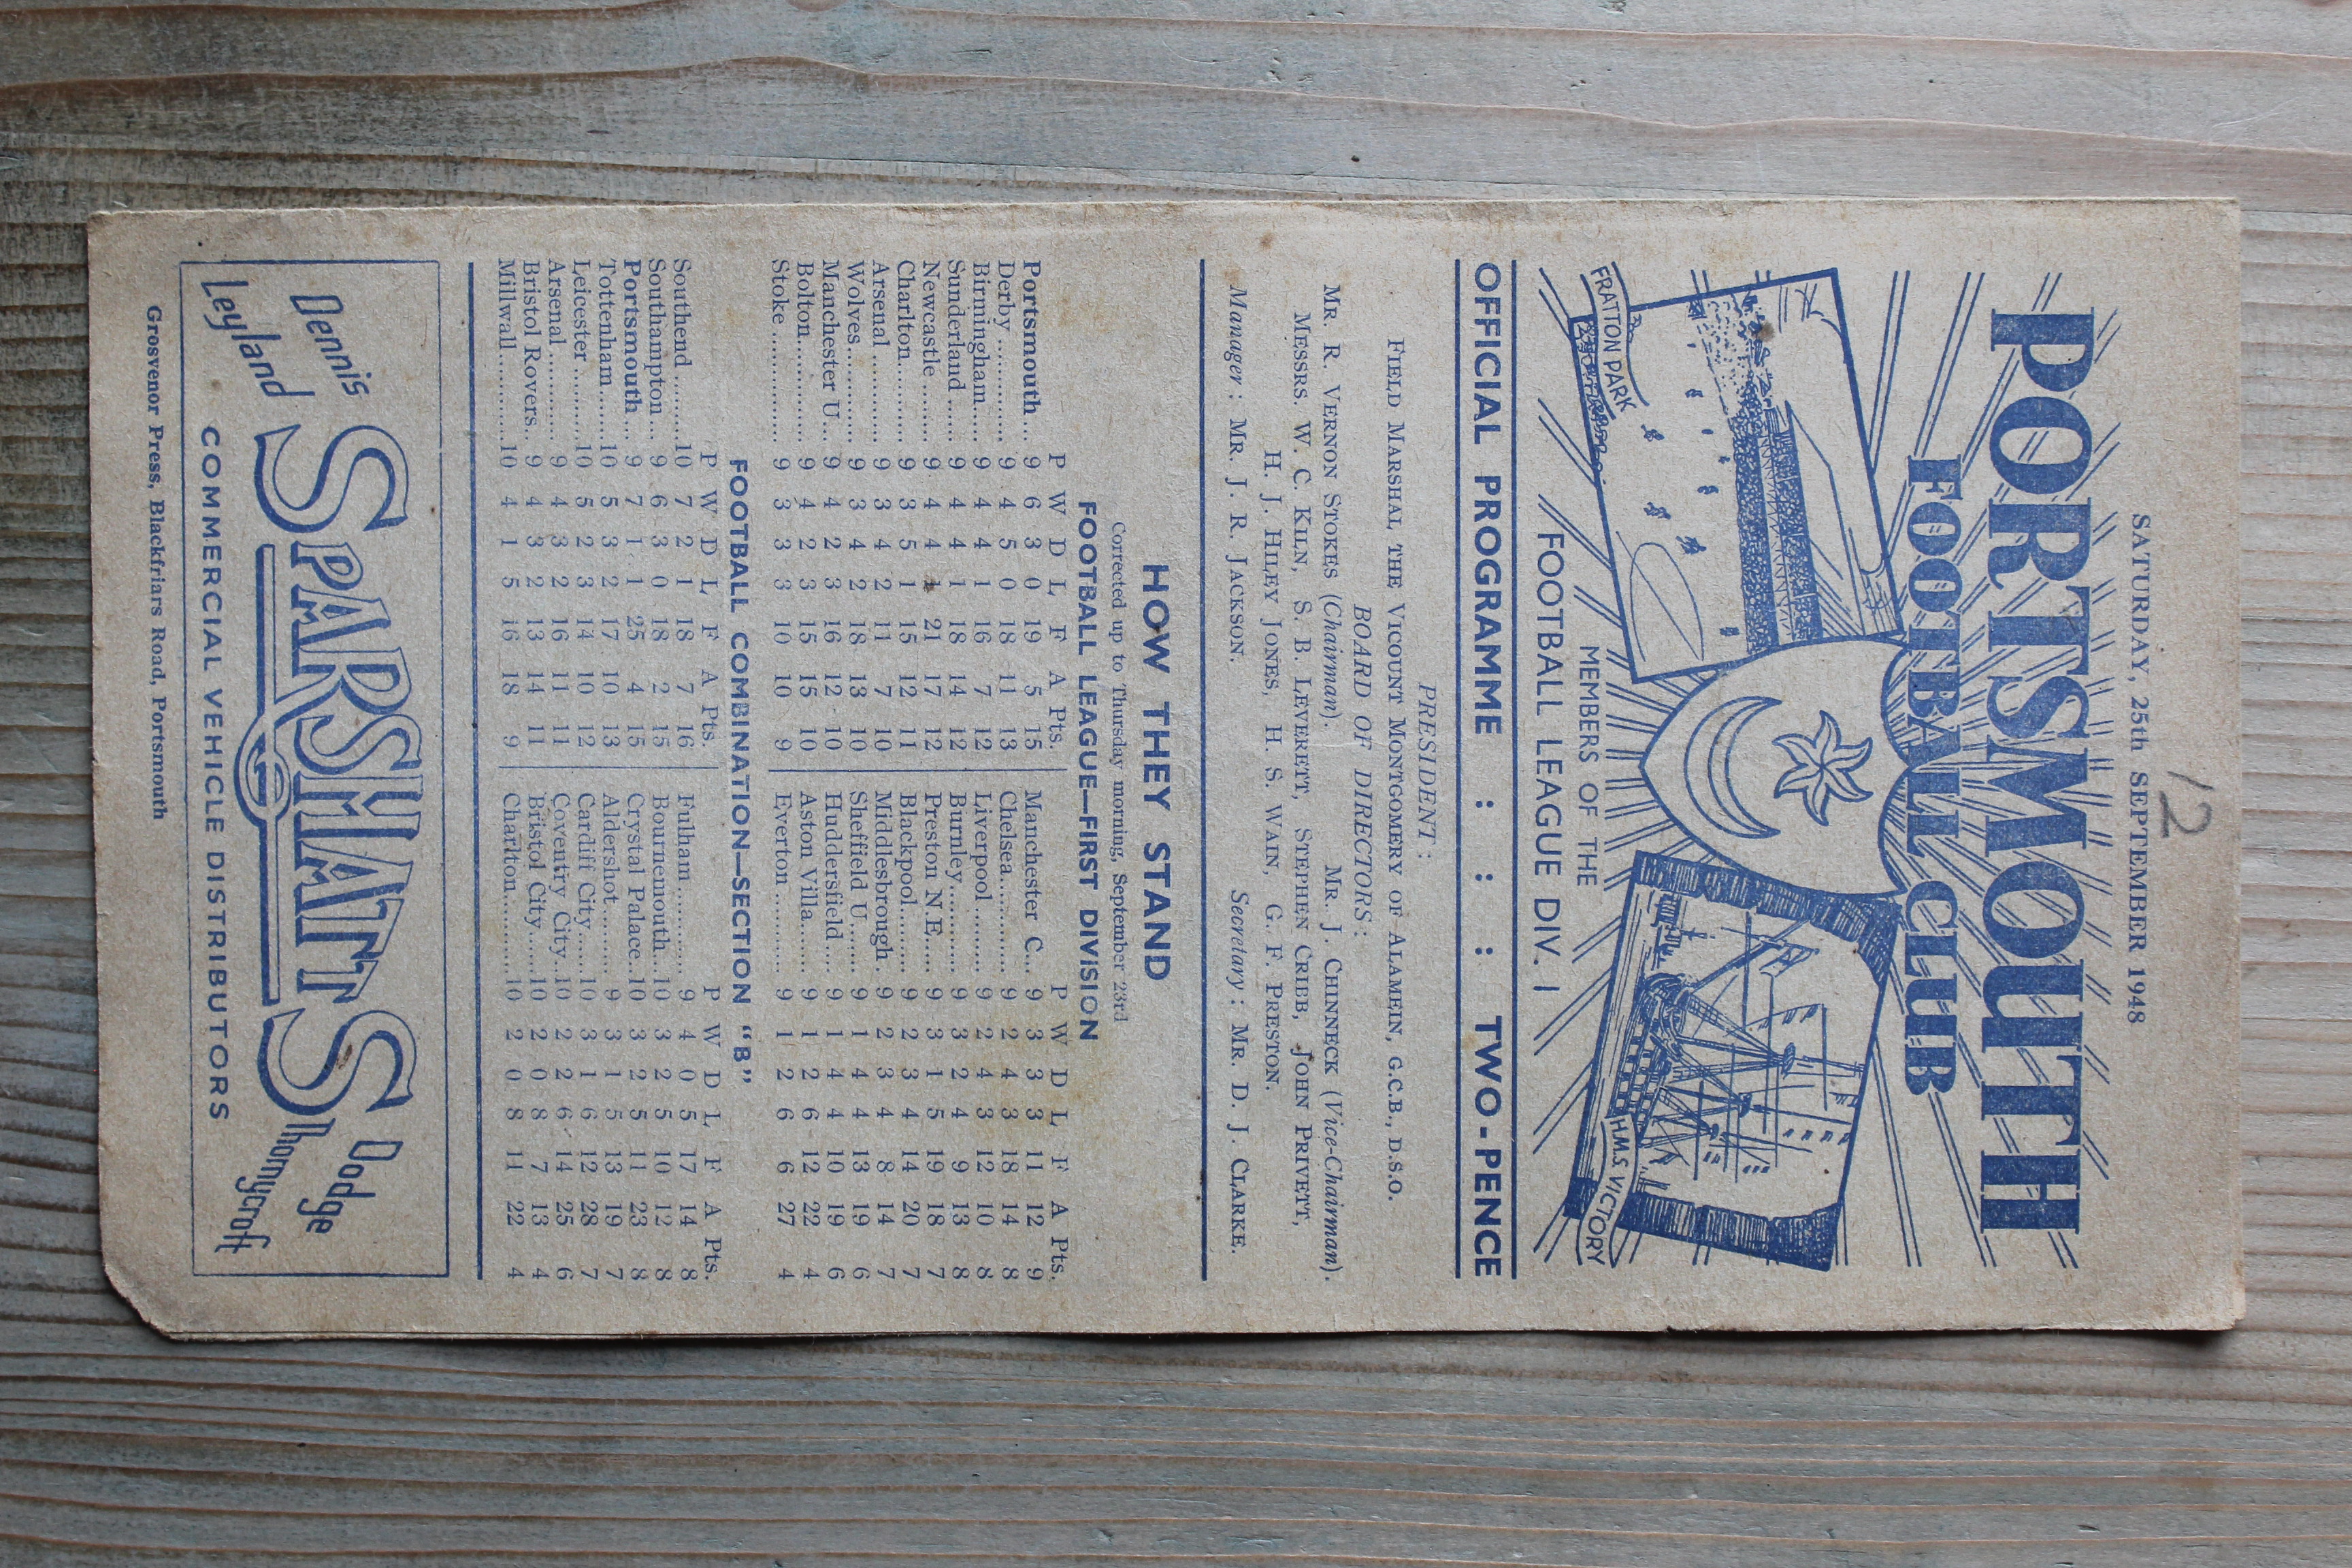 12
SATURDAY, 25th SEPTEMBER 1948
PORTSMOUTH
FOOTBALL CLUB
FRATTON PARK
H.M.S. VICTORY
MEMBERS OF THE
FOOTBALL LEAGUE DIV. 1
OFFICIAL PROGRAMME : : : TWO-PENCE
PRESIDENT :
FIELD MARSHAL THE VICOUNT MONTGOMERY OF ALAMEIN, G.C.B., D.S.O.
BOARD OF DIRECTORS :
MR. R. VERNON STOKES (Chairman). MR. J. CHINNECK (Vice-Chairman).
MESSRS. W. C. KILN, S. B. LEVERETT, STEPHEN CRIBB, JOHN PRIVETT,
H. J. HILEY JONES, H. S. WAIN, G. F. PRESTON.
Manager : MR. J. R. JACKSON. Secretary : MR. D. J. CLARKE.
HOW THEY STAND
Corrected up to Thursday morning, September 23rd
FOOTBALL LEAGUE—FIRST DIVISION
P W D L F A Pts. P W D L F A Pts.
Portsmouth... 9 6 3 0 19 5 15 Manchester C... 9 3 3 3 11 12 9
Derby ............ 9 4 5 0 18 11 13 Chelsea............ 9 2 4 3 18 14 8
Birmingham.... 9 4 4 1 16 7 12 Liverpool ......... 9 2 4 3 12 10 8
Sunderland ...... 9 4 4 1 18 14 12 Burnley............ 9 3 2 4 9 13 8
Newcastle ........ 9 4 4 1 21 17 12 Preston N.E...... 9 3 1 5 19 18 7
Charlton.......... 9 3 5 1 15 12 11 Blackpool.......... 9 2 3 4 14 20 7
Arsenal ............ 9 3 4 2 11 7 10 Middlesbrough . 9 2 3 4 8 14 7
Wolves............. 9 3 4 2 18 13 10 Sheffield U........ 9 1 4 4 13 19 6
Manchester U... 9 4 2 3 16 12 10 Huddersfield .... 9 1 4 4 10 19 6
Bolton............. 9 4 2 3 15 15 10 Aston Villa........ 9 1 2 6 12 22 4
Stoke .............. 9 3 3 3 10 10 9 Everton ........... 9 1 2 6 6 27 4
FOOTBALL COMBINATION—SECTION "B"
P W D L F A Pts. P W D L F A Pts.
Southend .........10 7 2 1 18 7 16 Fulham ............ 9 4 0 5 17 14 8
Southampton ... 9 6 3 0 18 2 15 Bournemouth...10 3 2 5 10 12 8
Portsmouth .... 9 7 1 1 25 4 15 Crystal Palace..10 3 2 5 11 23 8
Tottenham ......10 5 3 2 17 10 13 Aldershot.......... 9 3 1 5 13 19 7
Leicester ..........10 5 2 3 14 10 12 Cardiff City......10 3 1 6 12 28 7
Arsenal ............ 9 4 3 2 16 11 11 Coventry City...10 2 2 6 14 25 6
Bristol Rovers.. 9 4 3 2 13 14 11 Bristol City.......10 2 0 8 7 13 4
Millwall...........10 4 1 5 16 18 9 Charlton...........10 2 0 8 11 22 4
Dennis Dodge
Leyland SPARSHATTS Thornycroft
COMMERCIAL VEHICLE DISTRIBUTORS
Grosvenor Press, Blackfriars Road, Portsmouth